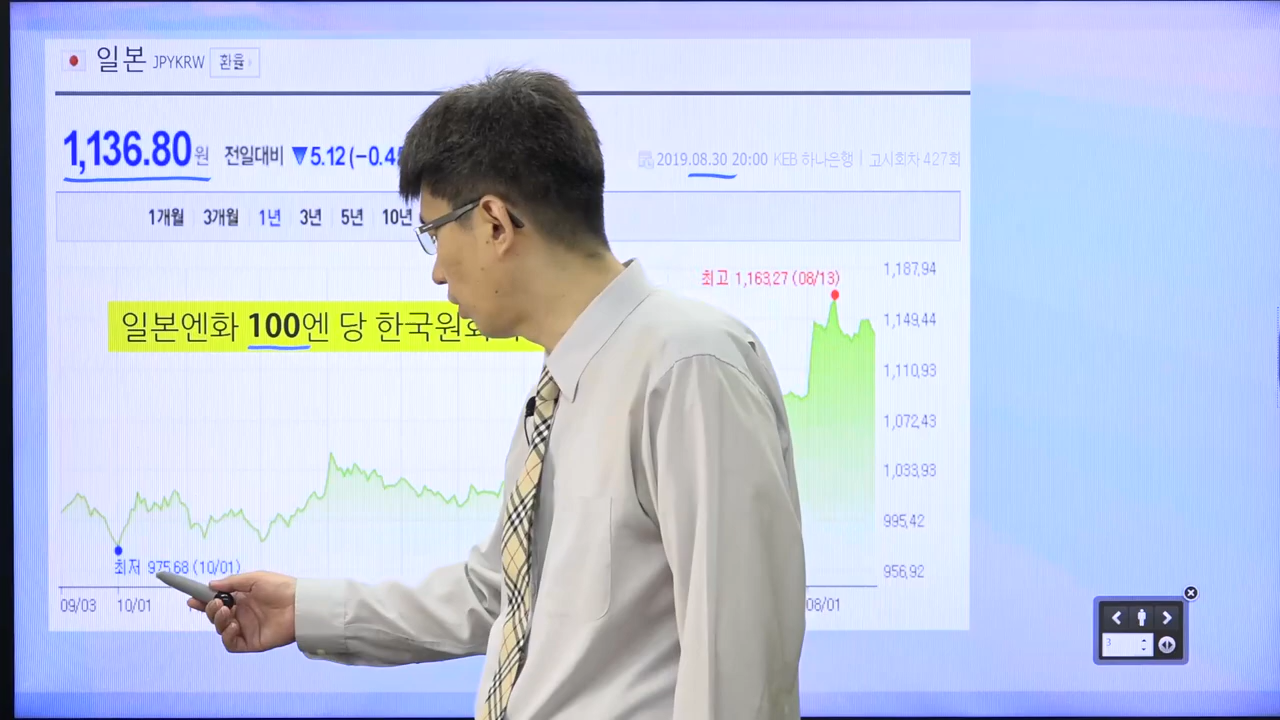 일본 JPYKRW 환율
1,136.80원 전일대비 ▼5.12 (-0.4
2019.08.30 20:00 KEB 하나은행 | 고시회차 427회
1개월 3개월 1년 3년 5년 10년
최고 1,163.27 (08/13)
1,187.94
일본엔화 100엔 당 한국원화
1,149.44
1,110.93
1,072.43
1,033.93
995.42
최저 975.68 (10/01)
956.92
09/03 10/01 08/01
3